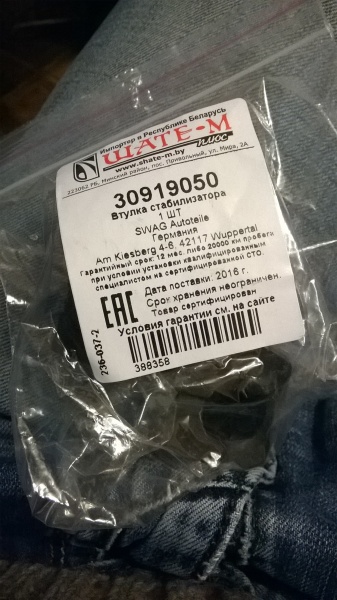 Импортер в Республике Беларусь
ШАТЕ-М
плюс
www.shate-m.by
223052 РБ, Минский район, пос. Привольный, ул. Мира, 2А
30919050
Втулка стабилизатора
1 ШТ
SWAG Autoteile
Германия
Am Kiesberg 4-6, 42117 Wuppertal
Гарантийный срок: 12 мес. либо 20000 км пробега
при условии установки квалифицированным
специалистом на сертифицированной СТО.
EAC
Дата поставки: 2016 г.
Срок хранения неограничен.
Товар сертифицирован
Условия гарантии см. на сайте
236-037-2
388358